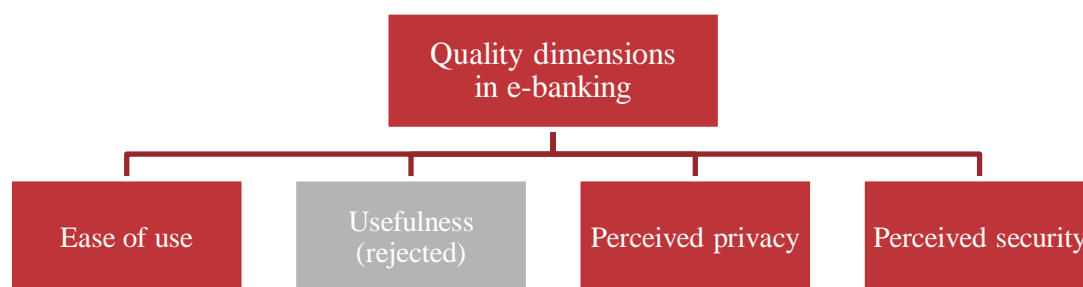 Quality dimensions
in e-banking
Ease of use
Usefulness
(rejected)
Perceived privacy
Perceived security